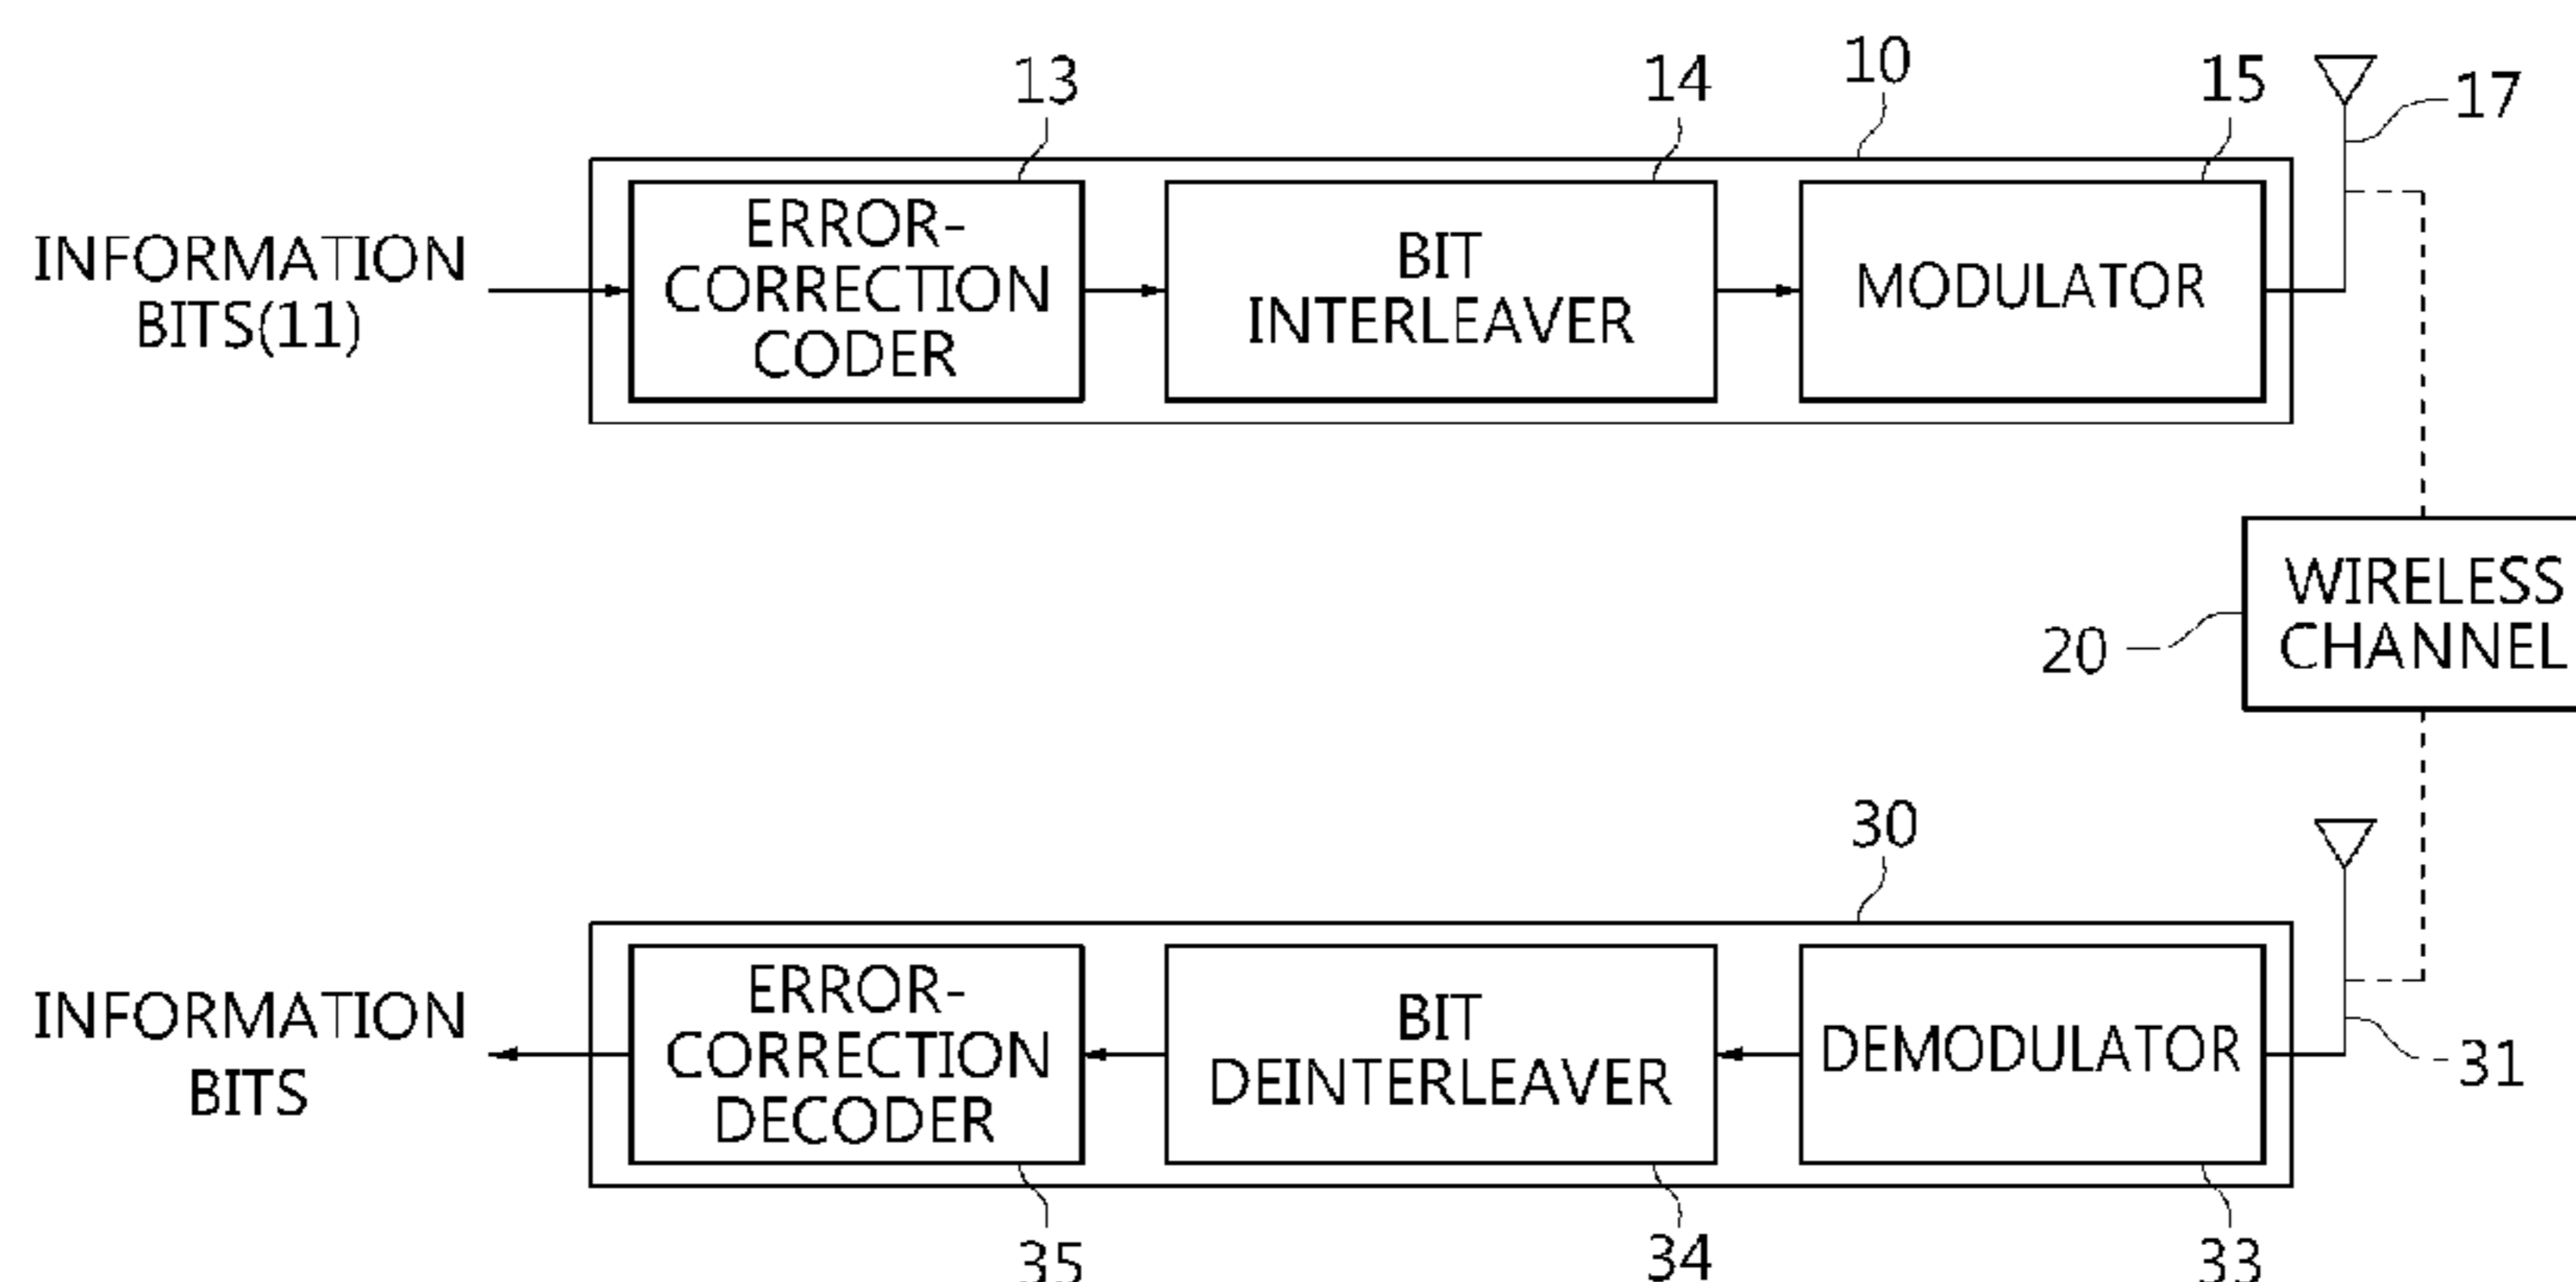 13
14
10
15
17
INFORMATION
BITS(11)
ERROR-
CORRECTION
CODER
BIT
INTERLEAVER
MODULATOR
WIRELESS
CHANNEL
20
30
INFORMATION
BITS
ERROR-
CORRECTION
DECODER
BIT
DEINTERLEAVER
DEMODULATOR
31
35
34
33